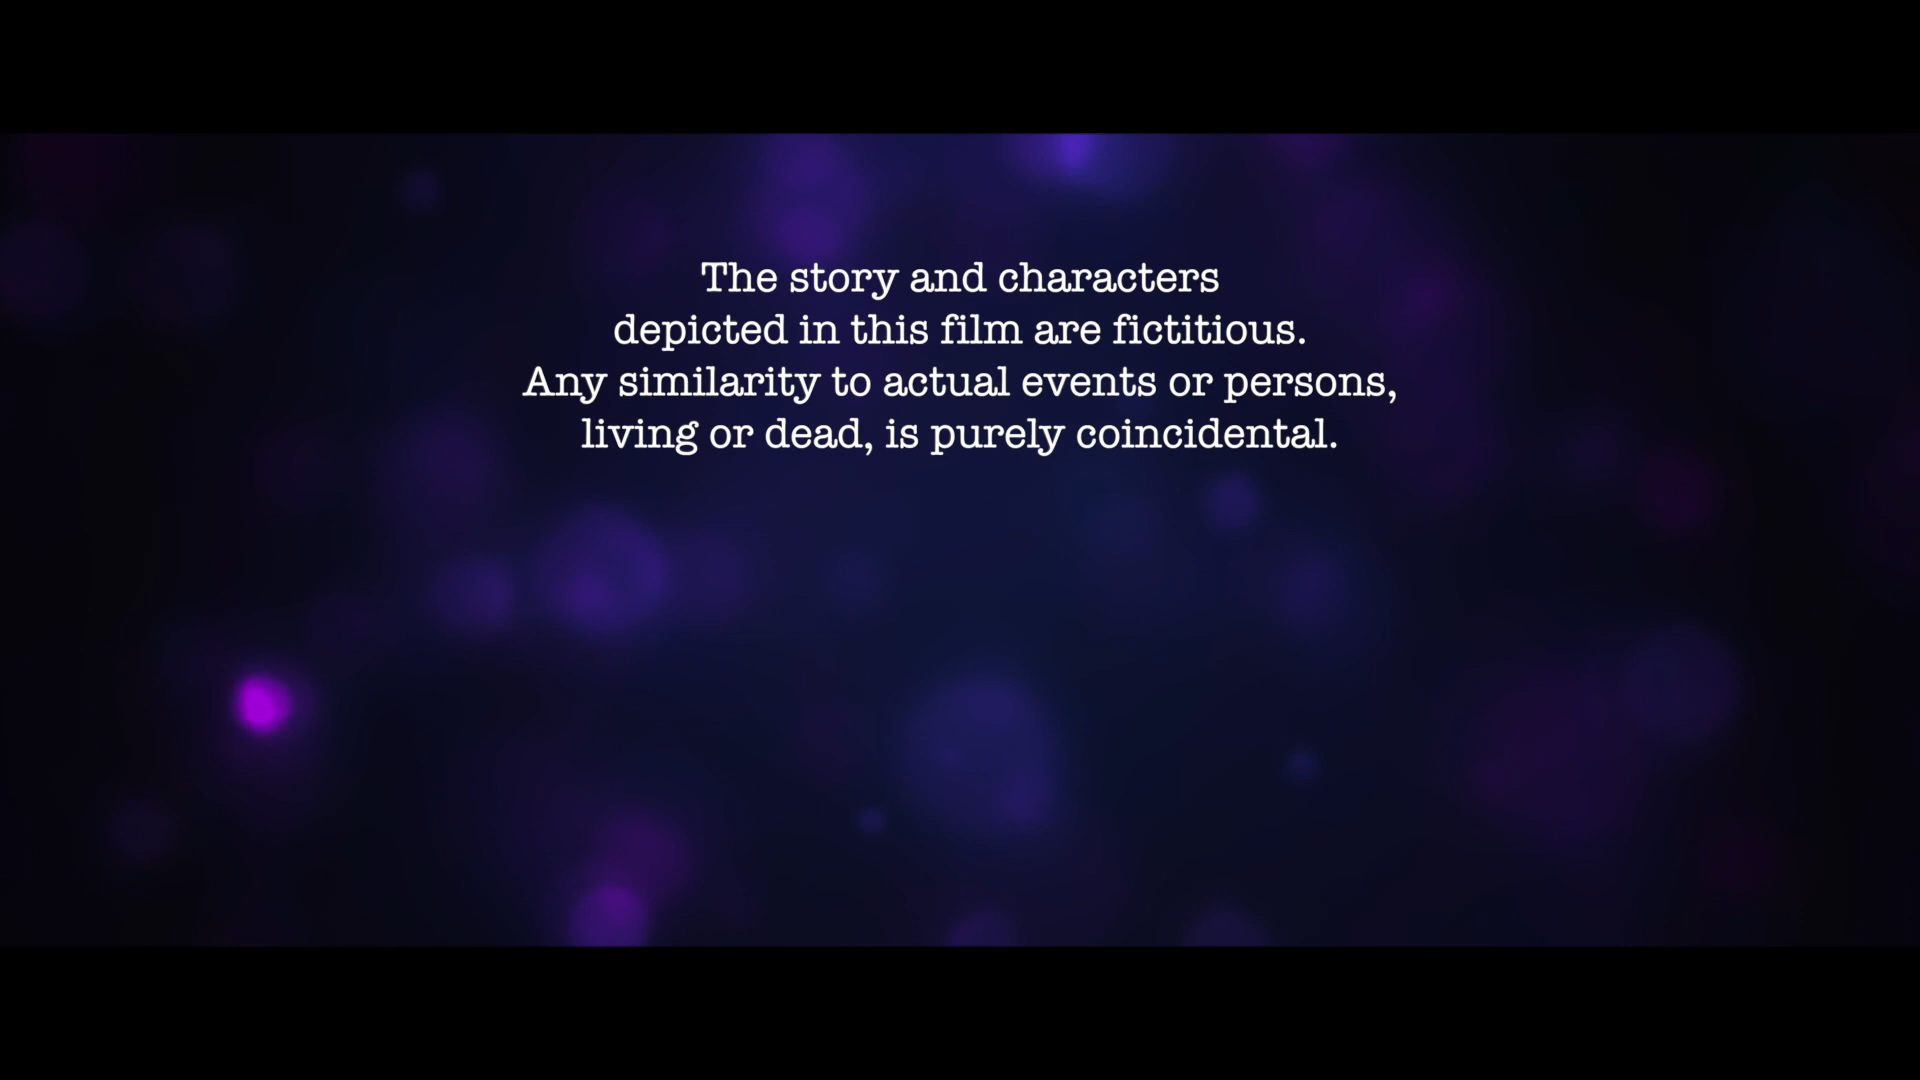 The story and characters
depicted in this film are fictitious.
Any similarity to actual events or persons,
living or dead, is purely coincidental.